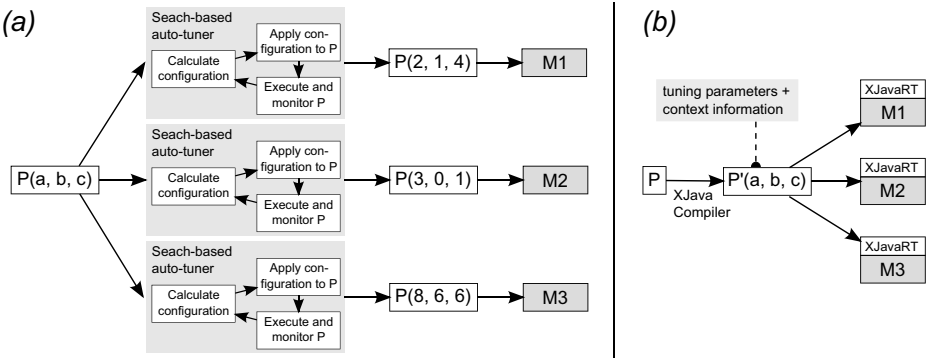 (a)
P(a, b, c)
Seach-based
auto-tuner
Calculate
configuration
Apply con-
figuration to P
Execute and
monitor P
P(2, 1, 4)
M1
Seach-based
auto-tuner
Calculate
configuration
Apply con-
figuration to P
Execute and
monitor P
P(3, 0, 1)
M2
Seach-based
auto-tuner
Calculate
configuration
Apply con-
figuration to P
Execute and
monitor P
P(8, 6, 6)
M3
(b)
tuning parameters +
context information
P
XJava
Compiler
P'(a, b, c)
XJavaRT
M1
XJavaRT
M2
XJavaRT
M3